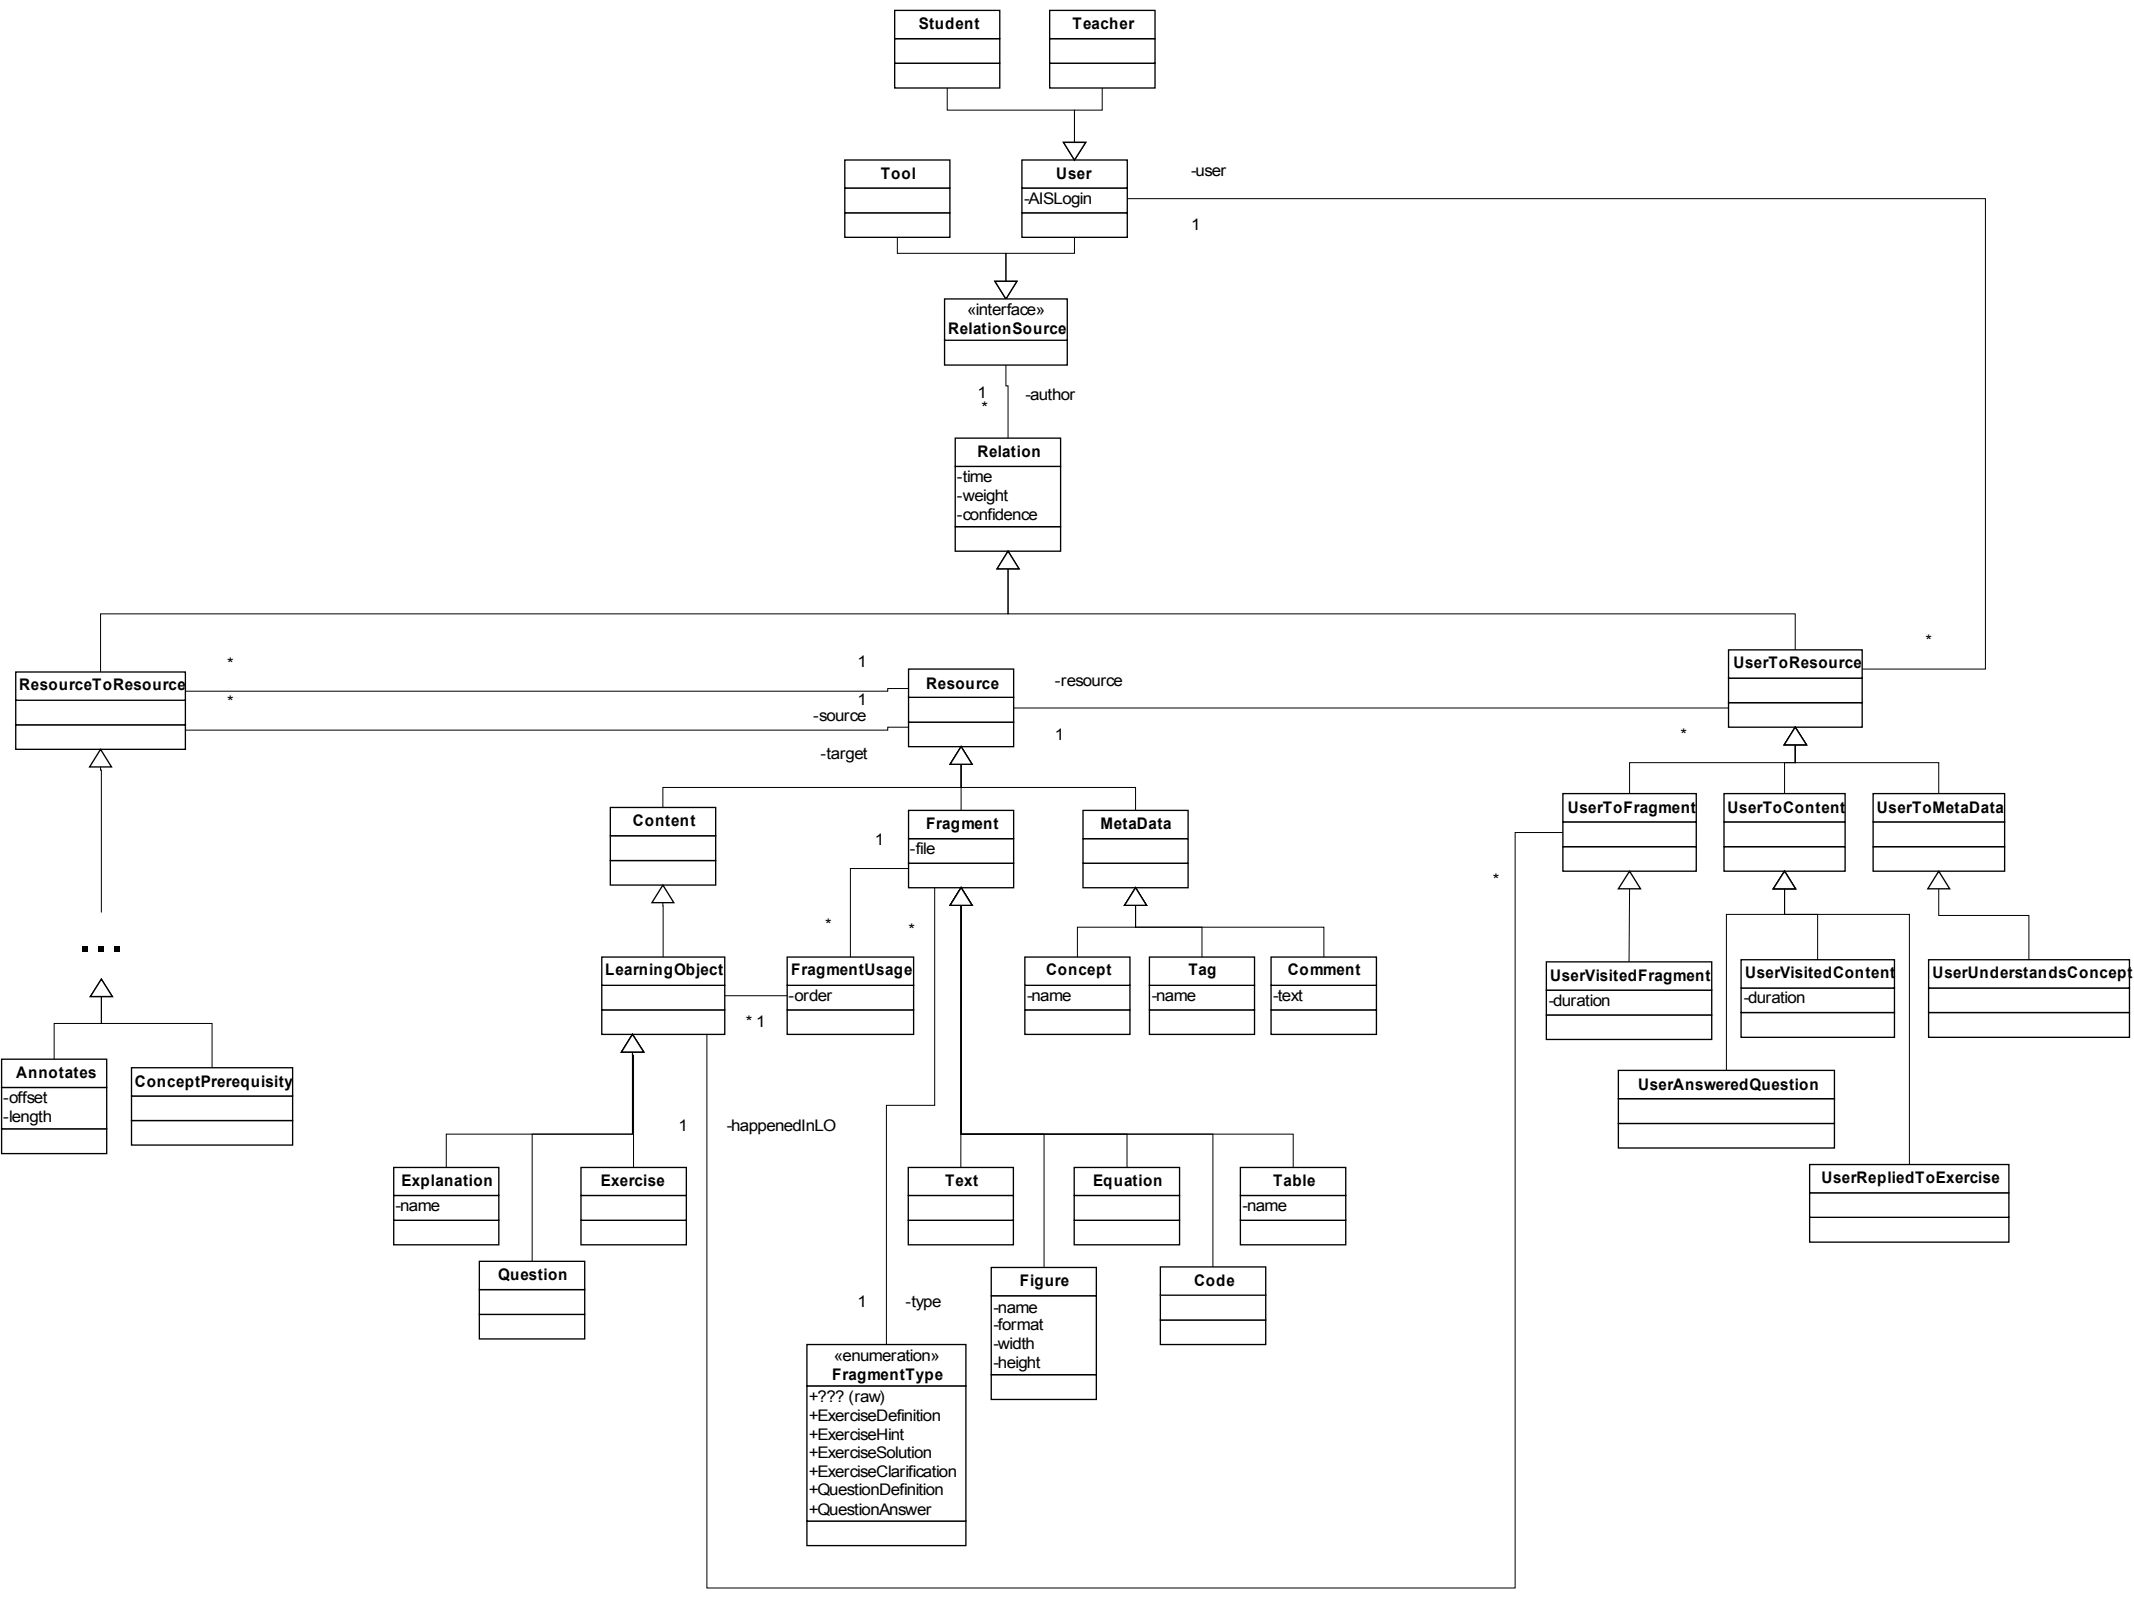 Student
Teacher
Tool
User
-AISLogin
-user
1
«interface»
RelationSource
1
*
-author
Relation
-time
-weight
-confidence
*
*
1
1
-source
-target
ResourceToResource
Resource
-resource
1
*
*
UserToResource
Content
1
Fragment
-file
MetaData
UserToFragment
UserToContent
UserToMetaData
*
*
*
...
LearningObject
* 1
FragmentUsage
-order
Concept
-name
Tag
-name
Comment
-text
UserVisitedFragment
-duration
UserVisitedContent
-duration
UserUnderstandsConcept
Annotates
-offset
-length
ConceptPrerequisity
UserAnsweredQuestion
1
-happenedInLO
Explanation
-name
Exercise
Text
Equation
Table
-name
UserRepliedToExercise
Question
Figure
-name
-format
-width
-height
Code
1
-type
«enumeration»
FragmentType
+??? (raw)
+ExerciseDefinition
+ExerciseHint
+ExerciseSolution
+ExerciseClarification
+QuestionDefinition
+QuestionAnswer